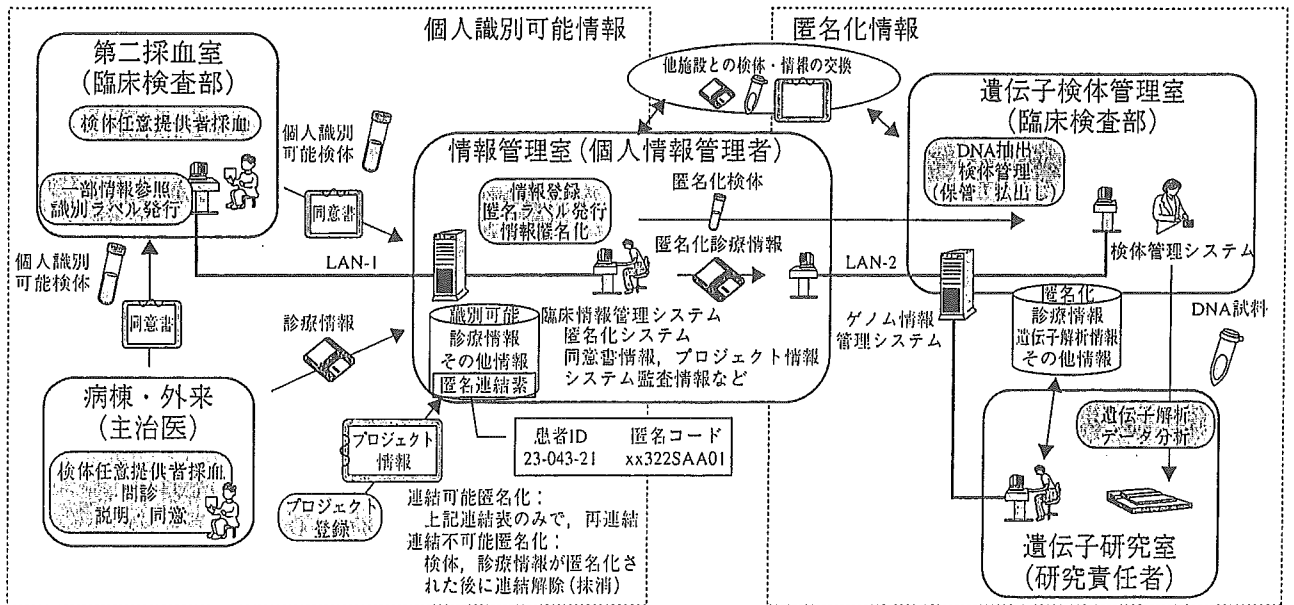 個人識別可能情報
匿名化情報
第二採血室
(臨床検査部)
検体任意提供者採血
一部情報参照
識別ラベル発行
個人識別
可能検体
同意書
個人識別
可能検体
同意書
LAN-1
病棟・外来
(主治医)
検体任意提供者採血
問診
説明・同意
診療情報
他施設との検体・情報の交換
情報管理室(個人情報管理者)
情報登録
匿名ラベル発行
情報匿名化
匿名化検体
匿名化診療情報
識別可能
診療情報
その他情報
匿名連結表
臨床情報管理システム
匿名化システム
同意書情報，プロジェクト情報
システム監査情報など
プロジェクト
情報
プロジェクト
登録
患者ID 匿名コード
23-043-21 xx322SAA01
連結可能匿名化：
上記連結表のみで，再連結
連結不可能匿名化：
検体，診療情報が匿名化さ
れた後に連結解除(抹消)
遺伝子検体管理室
(臨床検査部)
DNA抽出
検体管理
(保管・払出し)
検体管理システム
LAN-2
ゲノム情報
管理システム
匿名化
診療情報
遺伝子解析情報
その他情報
DNA試料
遺伝子解析
データ分析
遺伝子研究室
(研究責任者)